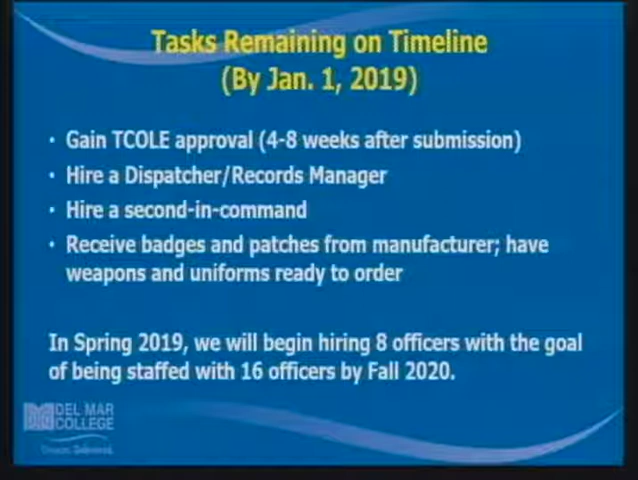 Tasks Remaining on Timeline
(By Jan. 1, 2019)
• Gain TCOLE approval (4-8 weeks after submission)
• Hire a Dispatcher/Records Manager
• Hire a second-in-command
• Receive badges and patches from manufacturer; have
weapons and uniforms ready to order
In Spring 2019, we will begin hiring 8 officers with the goal
of being staffed with 16 officers by Fall 2020.
DEL MAR
COLLEGE